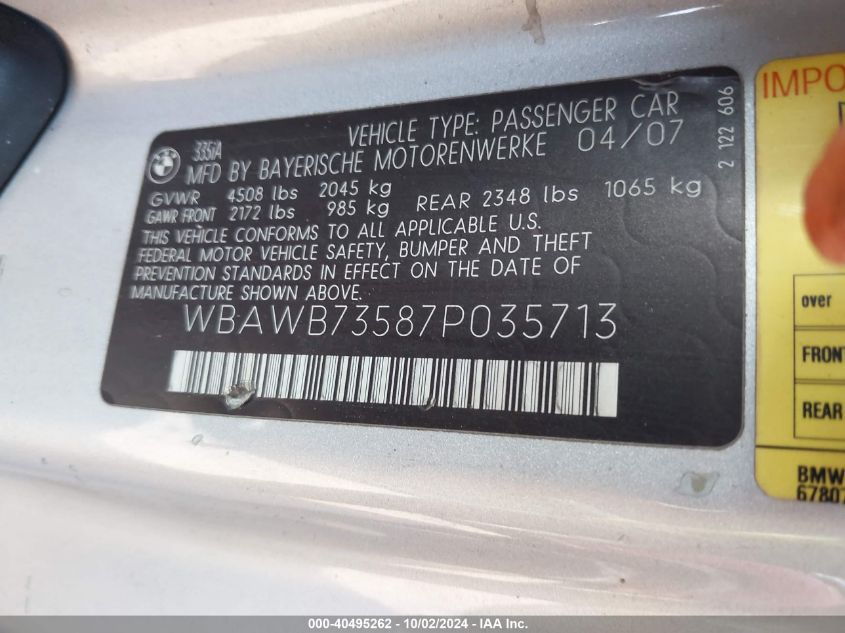 335iA
VEHICLE TYPE: PASSENGER CAR
MFD BY BAYERISCHE MOTORENWERKE 04/07
GVWR 4508 lbs 2045 kg
GAWR FRONT 2172 lbs 985 kg REAR 2348 lbs 1065 kg
THIS VEHICLE CONFORMS TO ALL APPLICABLE U.S.
FEDERAL MOTOR VEHICLE SAFETY, BUMPER AND THEFT
PREVENTION STANDARDS IN EFFECT ON THE DATE OF
MANUFACTURE SHOWN ABOVE.
WBAWB73587P035713
2 122 606
over
FRONT
REAR
BMW
000-40495262 - 10/02/2024 - IAA Inc.